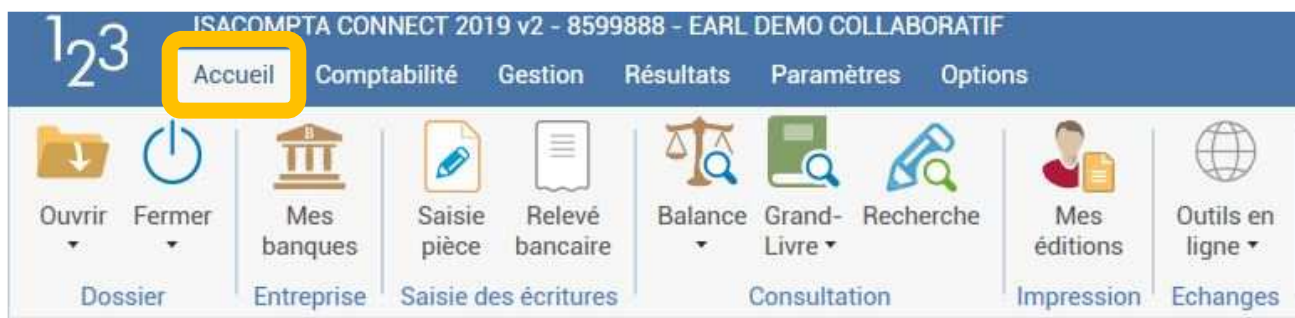 123
ISACOMPTA CONNECT 2019 v2 - 8599888 - EARL DEMO COLLABORATIF
Accueil Comptabilité Gestion Résultats Paramètres Options
B
Ouvrir Fermer Mes banques Saisie pièce Relevé bancaire Balance Grand-Livre Recherche Mes éditions Outils en ligne
Dossier Entreprise Saisie des écritures Consultation Impression Echanges